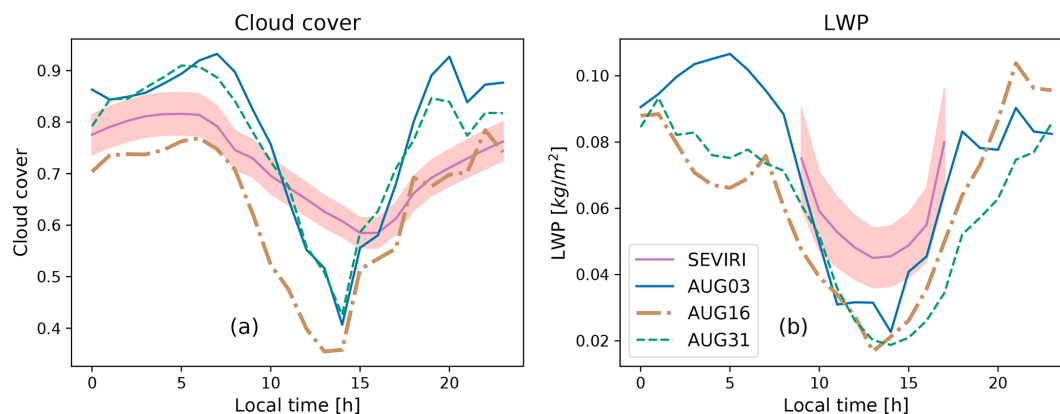 Cloud cover
Cloud cover
0.9
0.8
0.7
0.6
0.5
0.4
(a)
0 5 10 15 20
Local time [h]
LWP
LWP [kg/m²]
0.10
0.08
0.06
0.04
0.02
SEVIRI
AUG03
AUG16
AUG31
(b)
0 5 10 15 20
Local time [h]